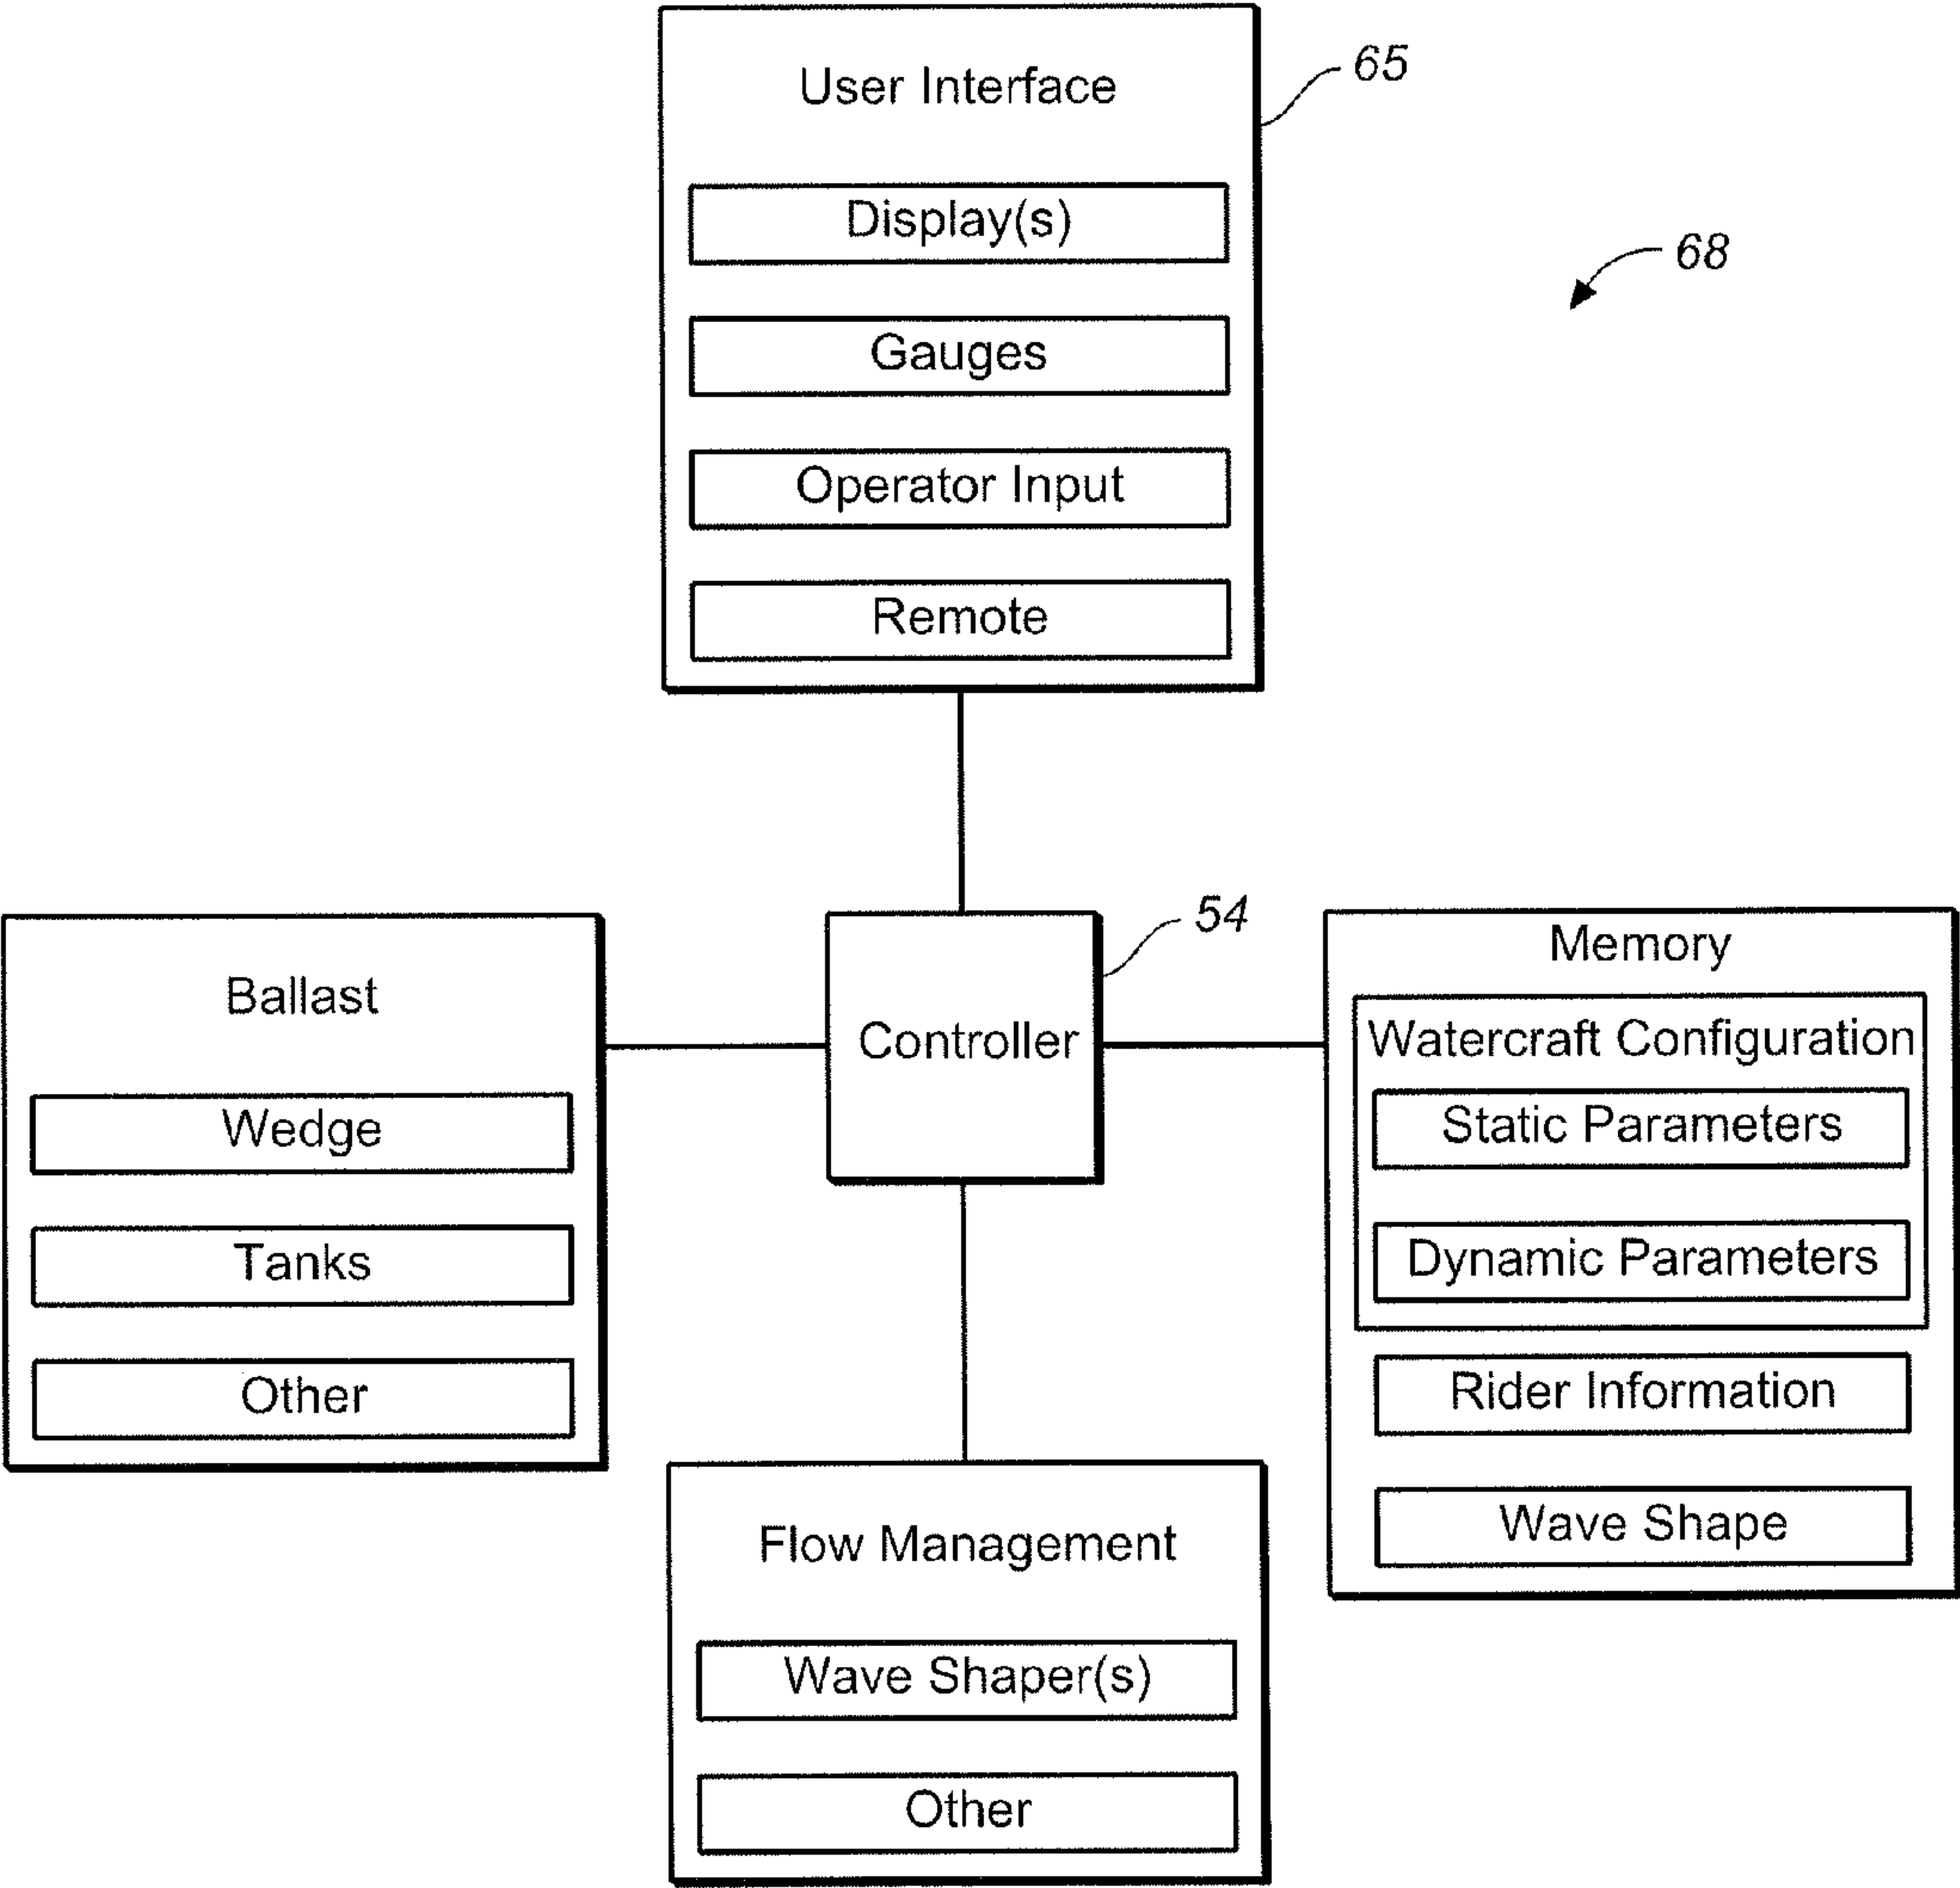 User Interface
65
Display(s)
68
Gauges
Operator Input
Remote
54
Ballast
Wedge
Tanks
Other
Controller
Memory
Watercraft Configuration
Static Parameters
Dynamic Parameters
Rider Information
Wave Shape
Flow Management
Wave Shaper(s)
Other